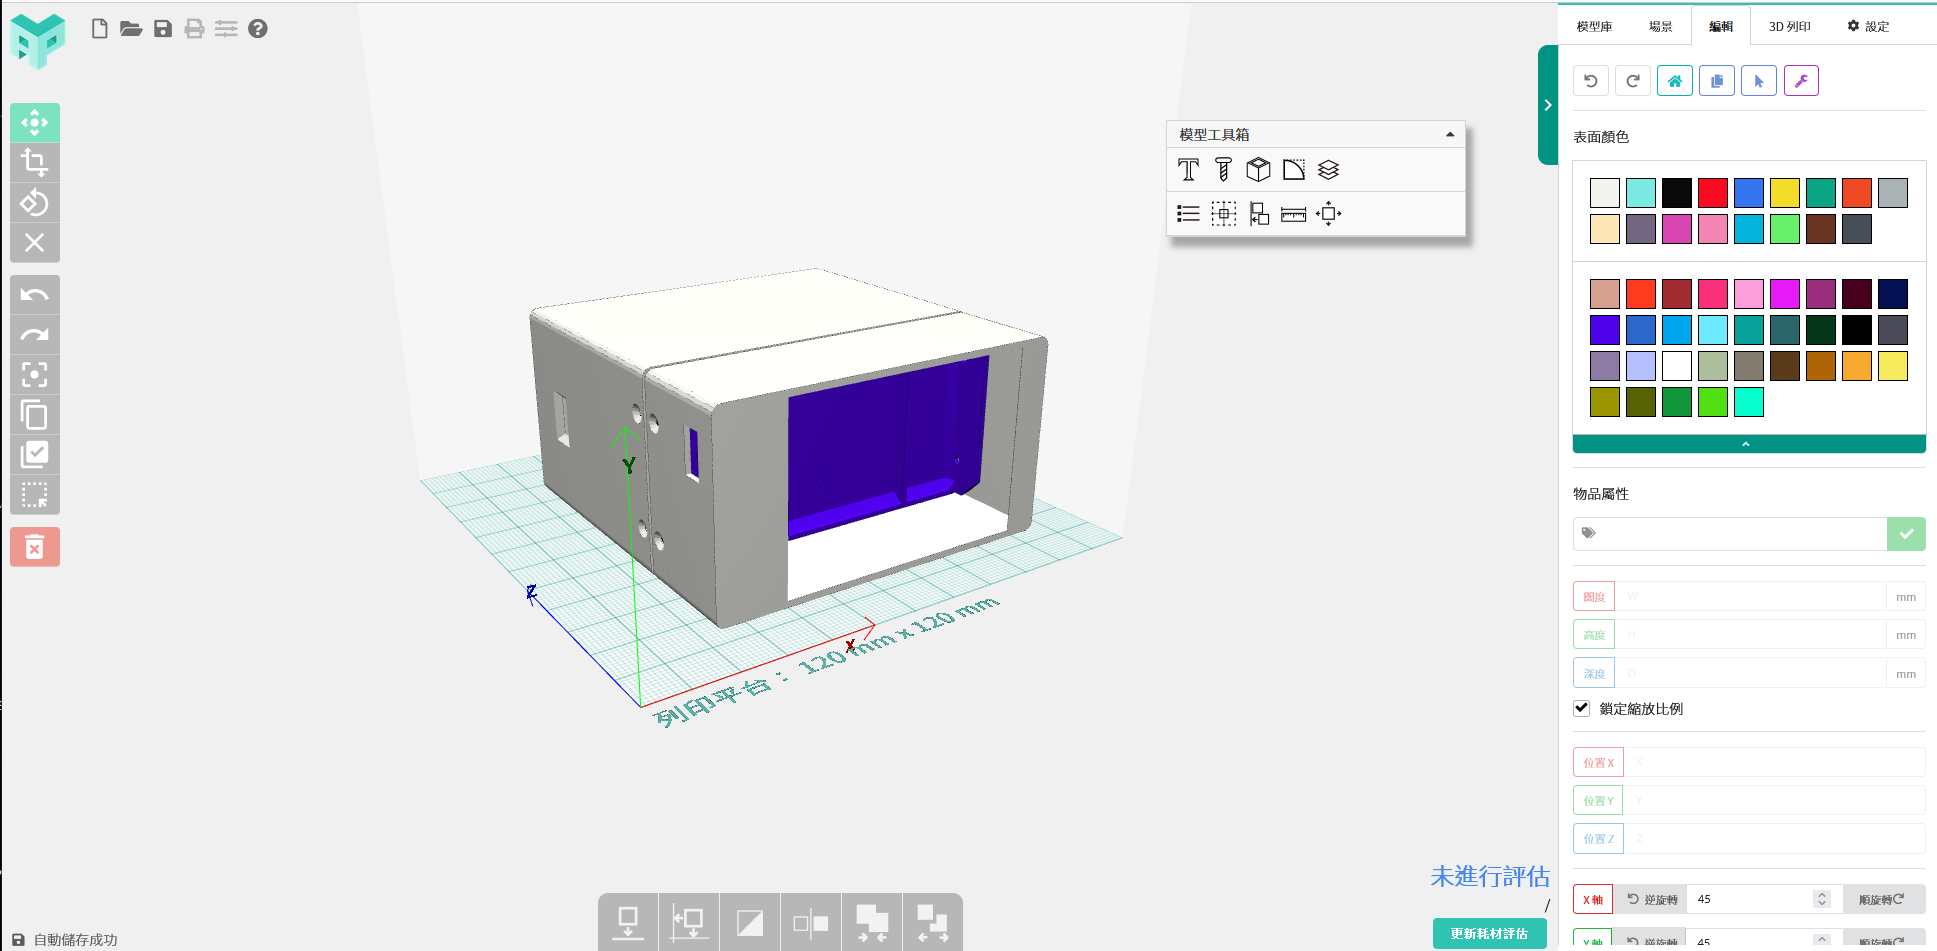 模型庫
場景
編輯
3D 列印
設定
模型工具箱
表面顏色
物品屬性
闊度 W mm
高度 H mm
深度 D mm
鎖定縮放比例
位置 X X
位置 Y Y
位置 Z Z
X 軸 逆旋轉 45 順旋轉
Y 軸 逆旋轉 45 順旋轉
Y
Z
X
列印平台： 120 mm x 120 mm
未進行評估
/
更新耗材評估
自動儲存成功